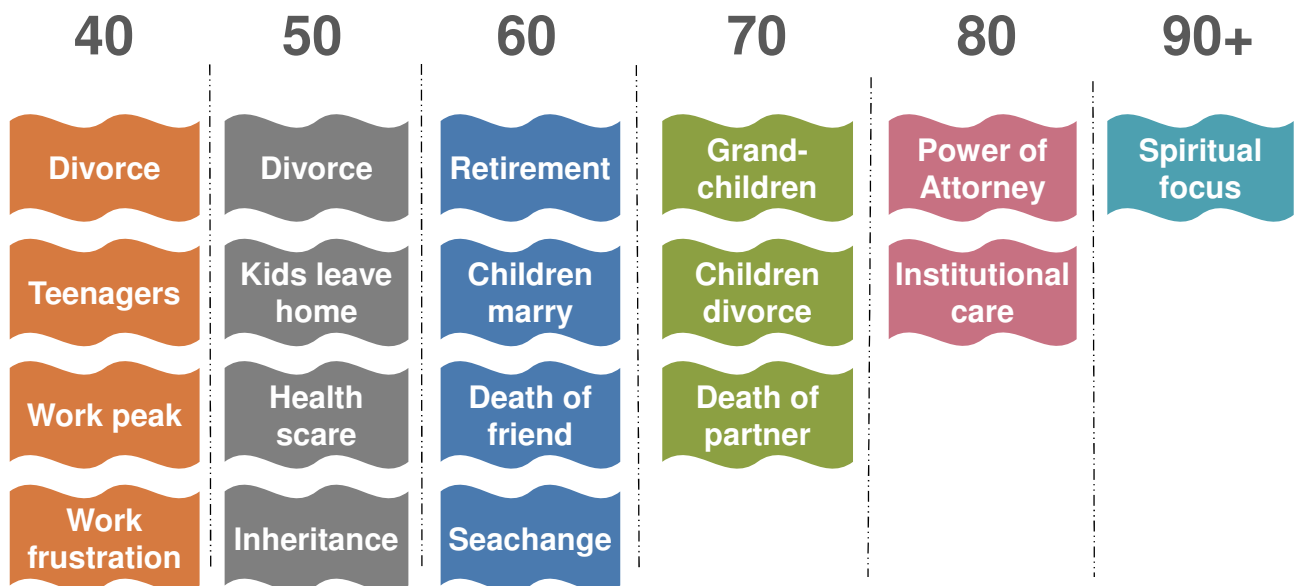 40 50 60 70 80 90+
Divorce
Divorce
Retirement
Grand-
children
Power of
Attorney
Spiritual
focus
Teenagers
Kids leave
home
Children
marry
Children
divorce
Institutional
care
Work peak
Health
scare
Death of
friend
Death of
partner
Work
frustration
Inheritance
Seachange